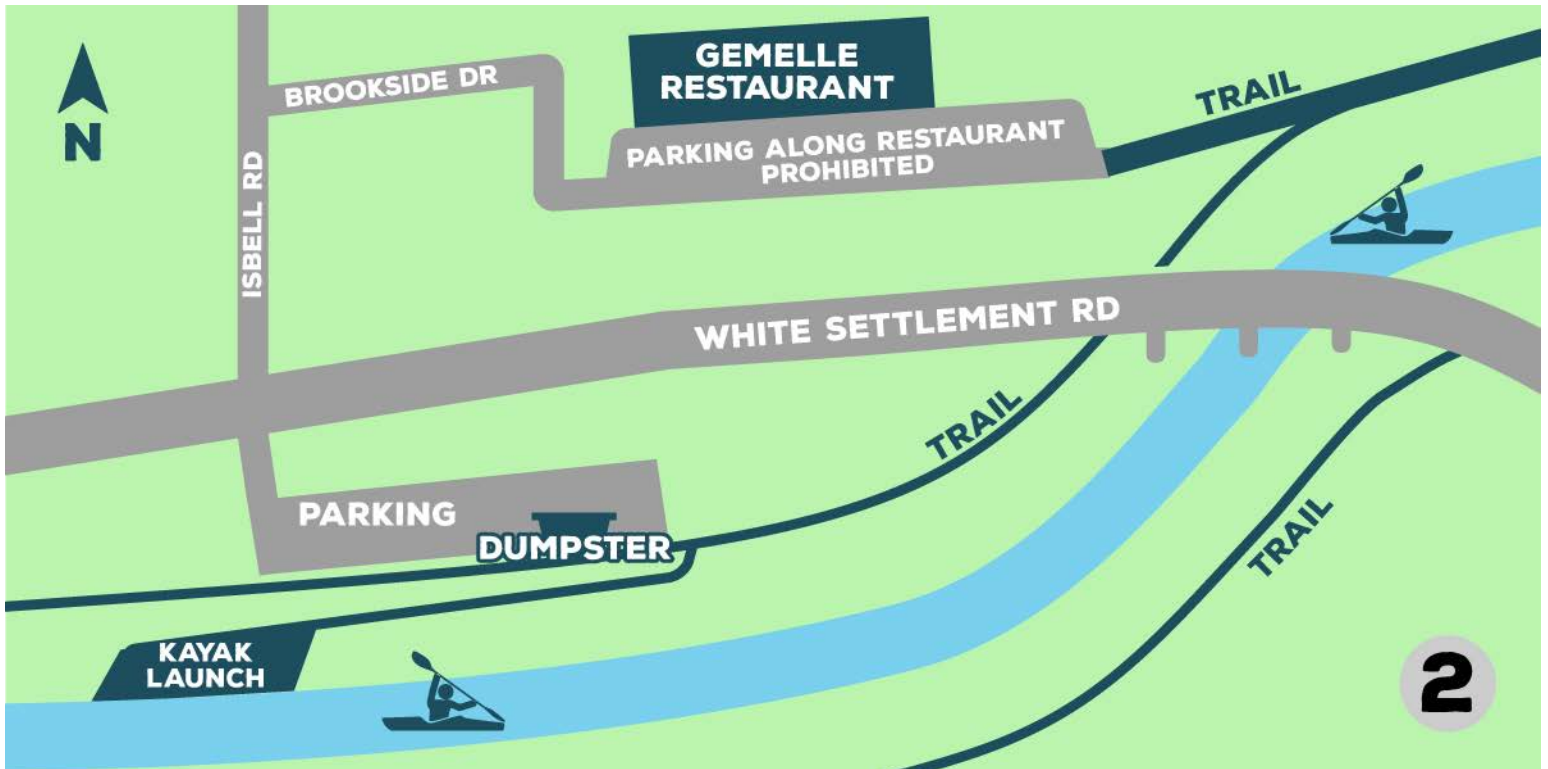 N
BROOKSIDE DR
GEMELLE
RESTAURANT
PARKING ALONG RESTAURANT
PROHIBITED
TRAIL
ISBELL RD
WHITE SETTLEMENT RD
TRAIL
PARKING
DUMPSTER
TRAIL
KAYAK
LAUNCH
2